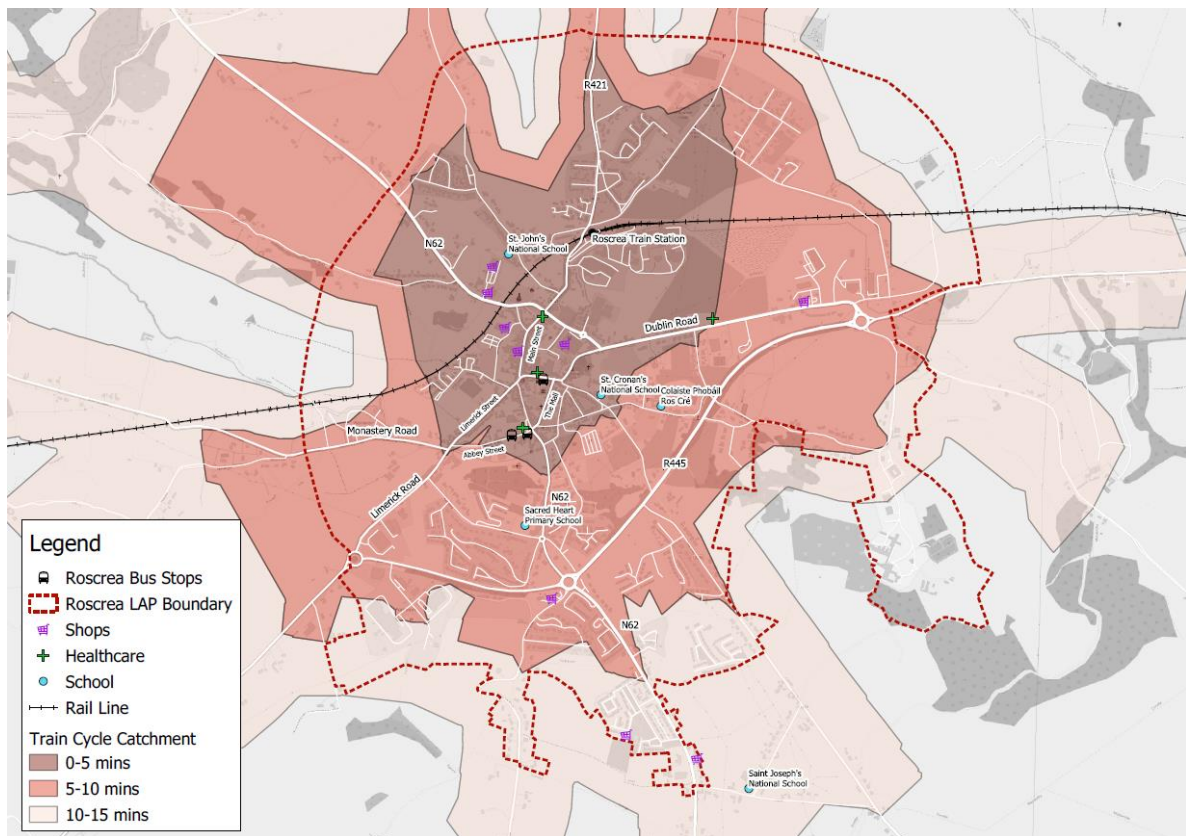 R421
N62
St. John's
National School
Roscrea Train Station
Main Street
Dublin Road
St. Cronan's
National School
Colaiste Phobáil
Ros Cré
The Mall
Limerick Street
Monastery Road
Abbey Street
R445
Limerick Road
N62
Sacred Heart
Primary School
N62
Saint Joseph's
National School
Legend
Roscrea Bus Stops
Roscrea LAP Boundary
Shops
Healthcare
School
Rail Line
Train Cycle Catchment
0-5 mins
5-10 mins
10-15 mins